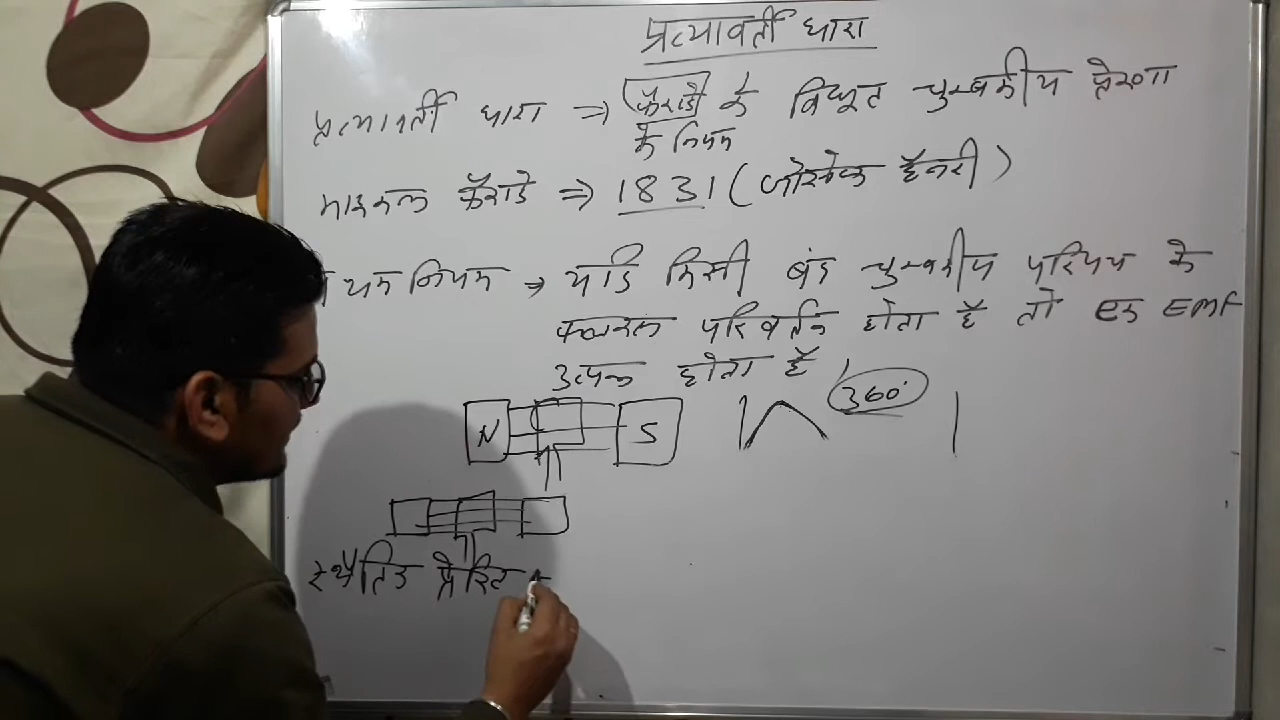 प्रत्यावर्ती धारा
प्रत्यावर्ती धारा ⇒ फैराडे के विद्युत चुम्बकीय प्रेरणा
के नियम
माइकल फैराडे ⇒ 1831 (जोसेफ हैनरी)
थम नियम ⇒ यदि किसी बंद चुम्बकीय परिपथ के
फ्लक्स परिवर्तन होता है तो एक EMF
उत्पन्न होता है,
N S 360°
स्थैतिक प्रेरित